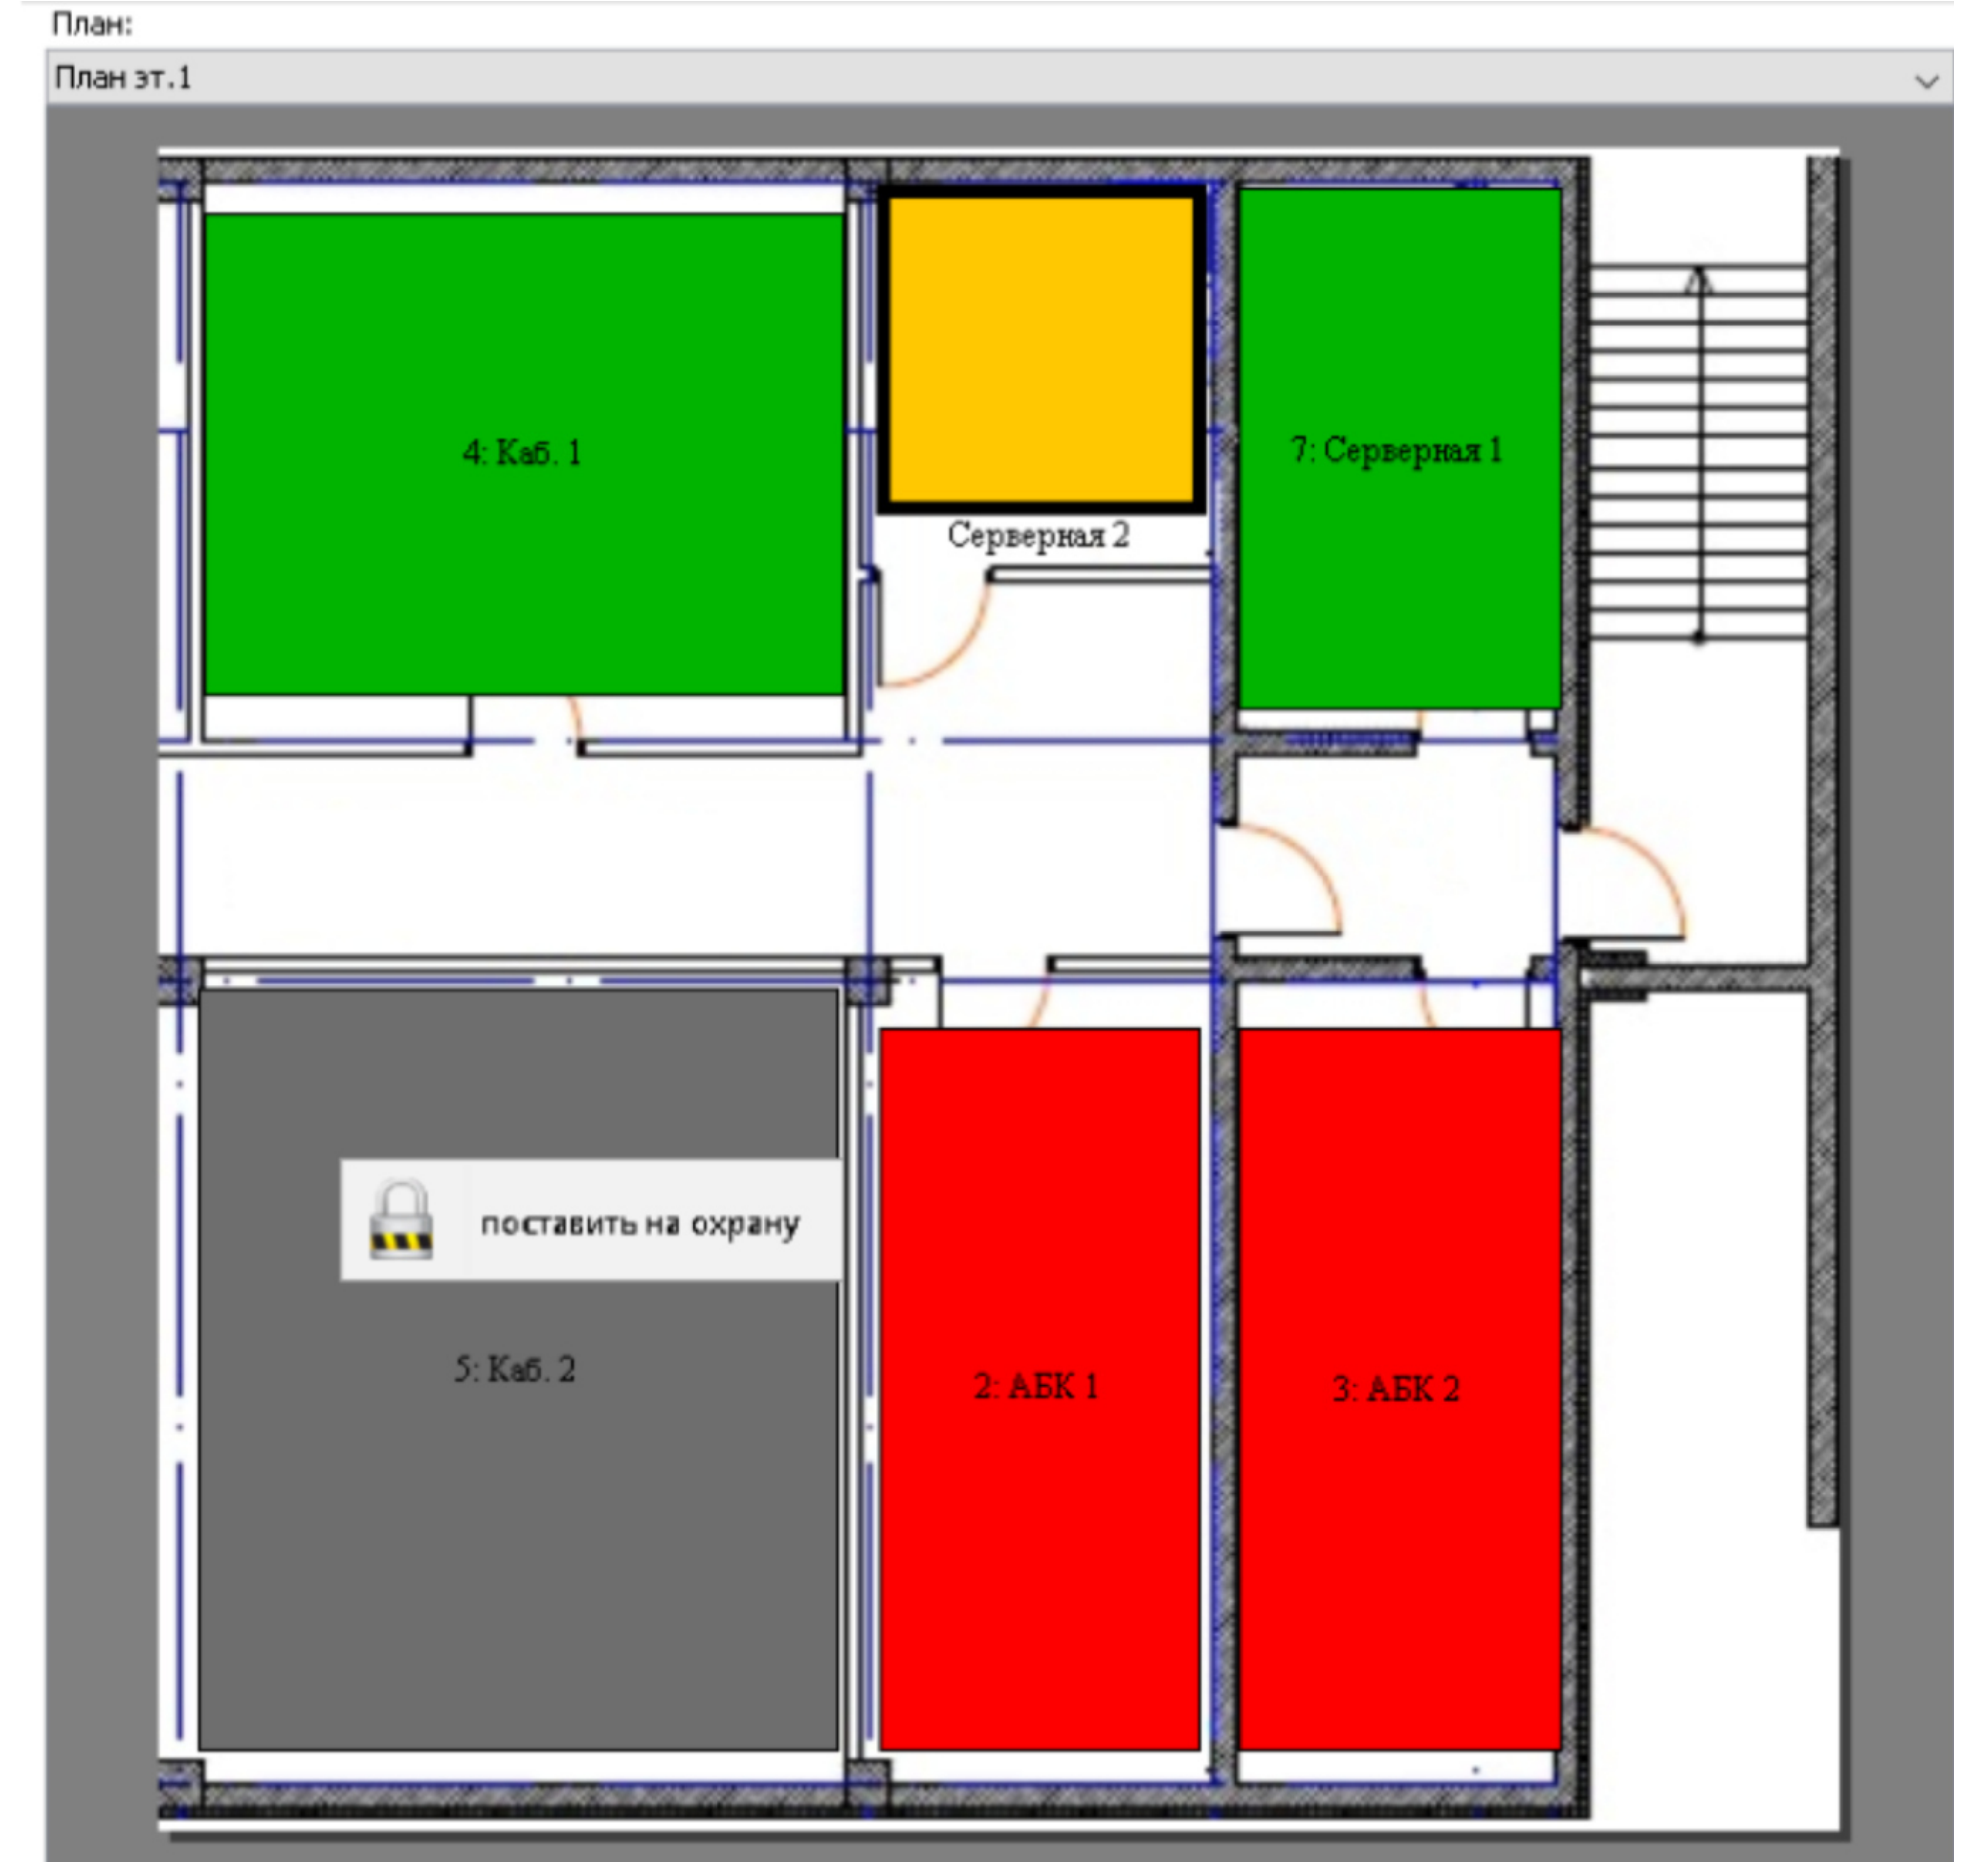 План:
План эт.1
4: Каб. 1
7: Серверная 1
Серверная 2
поставить на охрану
5: Каб. 2
2: АБК 1
3: АБК 2